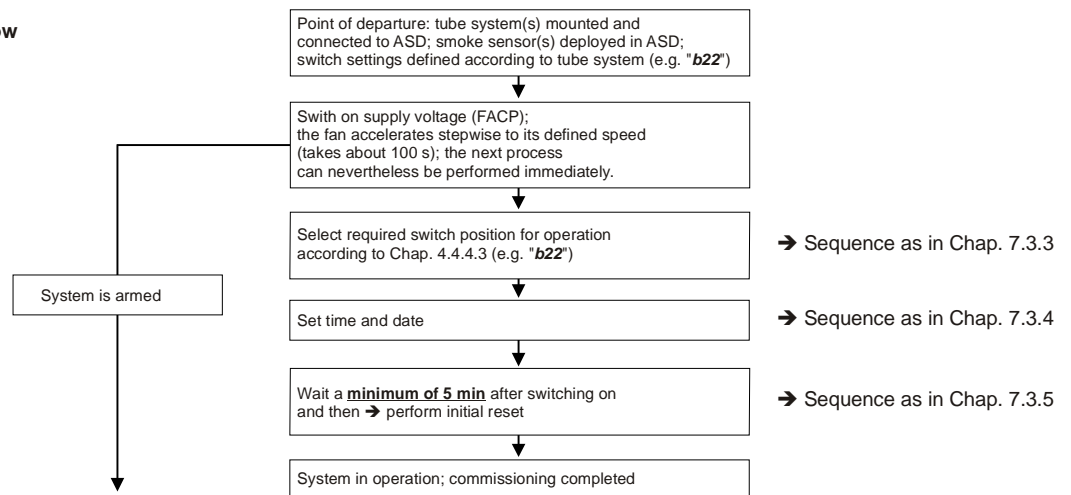 Point of departure: tube system(s) mounted and
connected to ASD; smoke sensor(s) deployed in ASD;
switch settings defined according to tube system (e.g. "b22")
Swith on supply voltage (FACP);
the fan accelerates stepwise to its defined speed
(takes about 100 s); the next process
can nevertheless be performed immediately.
Select required switch position for operation
according to Chap. 4.4.4.3 (e.g. "b22")
➔ Sequence as in Chap. 7.3.3
System is armed
Set time and date
➔ Sequence as in Chap. 7.3.4
Wait a minimum of 5 min after switching on
and then ➔ perform initial reset
➔ Sequence as in Chap. 7.3.5
System in operation; commissioning completed